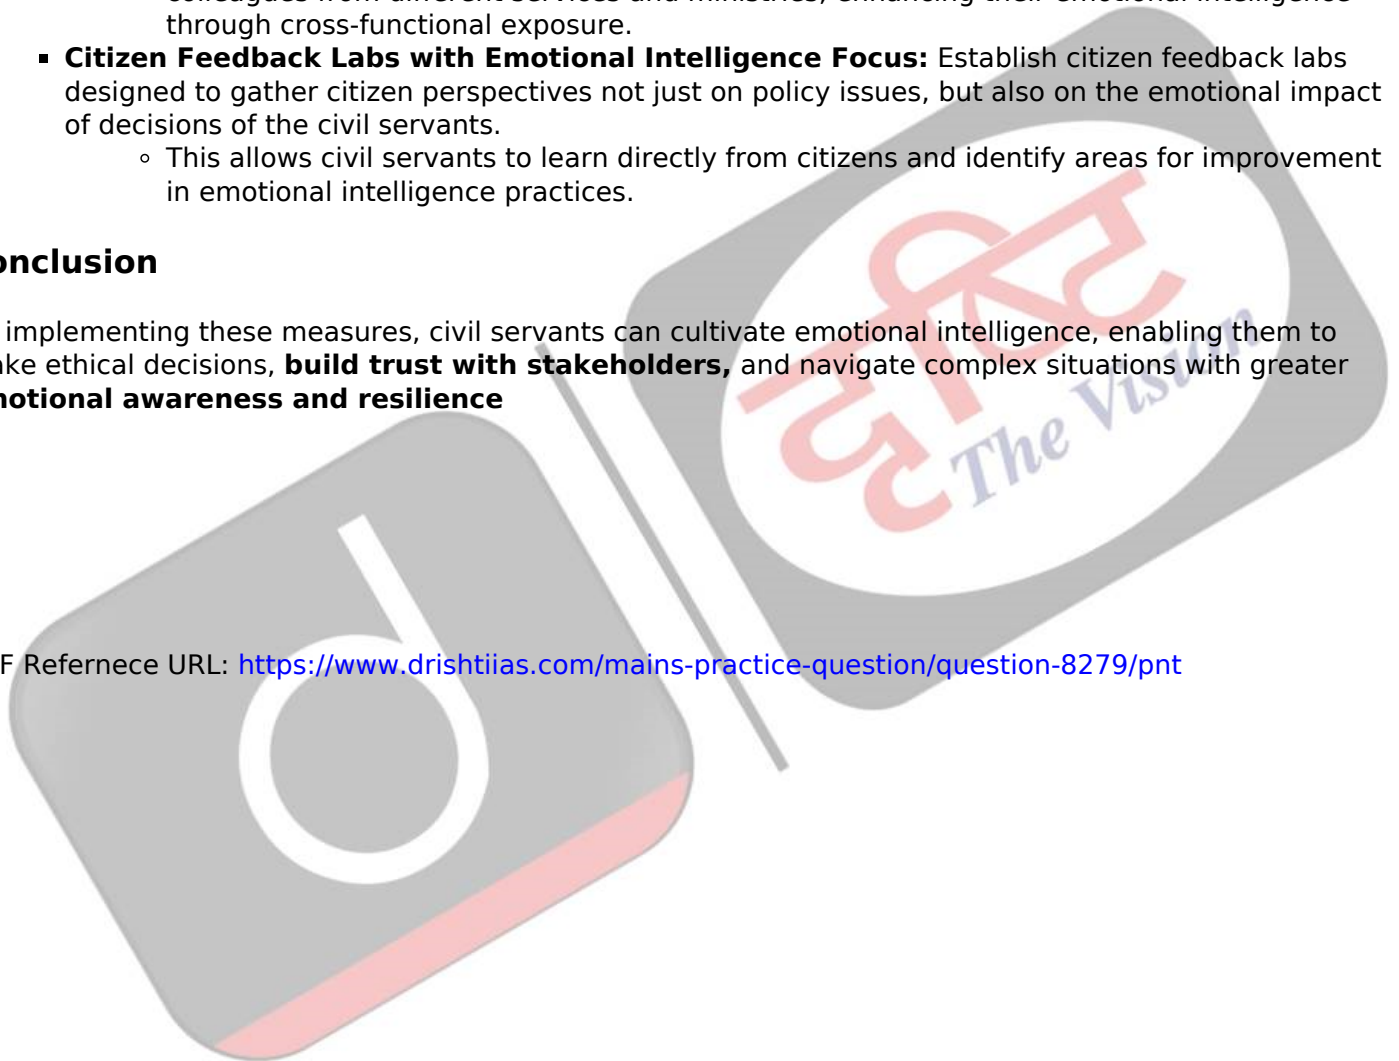 through cross-functional exposure.
Citizen Feedback Labs with Emotional Intelligence Focus: Establish citizen feedback labs
designed to gather citizen perspectives not just on policy issues, but also on the emotional impact
of decisions of the civil servants.
This allows civil servants to learn directly from citizens and identify areas for improvement
in emotional intelligence practices.
onclusion
implementing these measures, civil servants can cultivate emotional intelligence, enabling them to
ake ethical decisions, build trust with stakeholders, and navigate complex situations with greater
notional awareness and resilience
दृष्टि
The Vision
d
F Refernece URL: https://www.drishtiias.com/mains-practice-question/question-8279/pnt